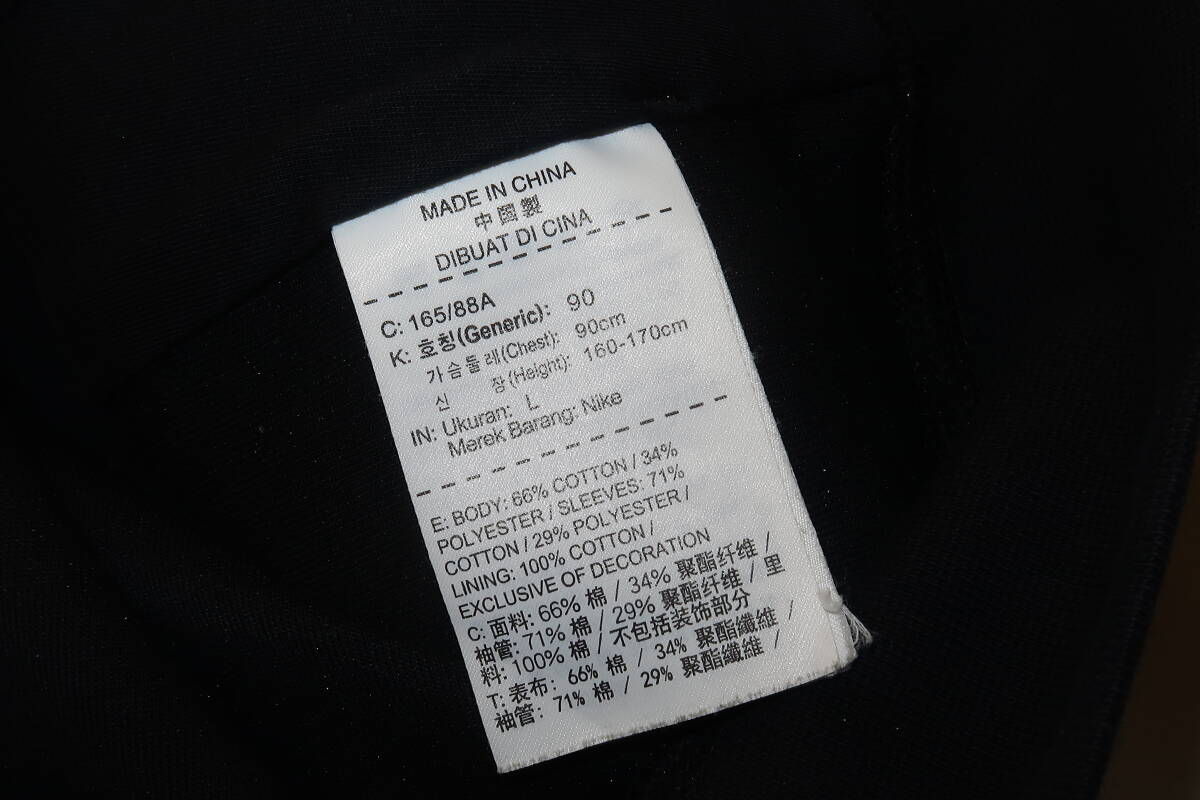 MADE IN CHINA
中国製
DIBUAT DI CINA
C: 165/88A
K: 호칭(Generic): 90
가슴둘레(Chest): 90cm
신 장(Height): 160-170cm
IN: Ukuran: L
Merek Barang: Nike
E: BODY: 66% COTTON / 34%
POLYESTER / SLEEVES: 71%
COTTON / 29% POLYESTER /
LINING: 100% COTTON /
EXCLUSIVE OF DECORATION
C: 面料: 66% 棉 / 34% 聚酯纤维 /
袖管: 71% 棉 / 29% 聚酯纤维 / 里
料: 100% 棉 / 不包括装饰部分
T: 表布: 66% 棉 / 34% 聚酯纖維 /
袖管: 71% 棉 / 29% 聚酯纖維 /